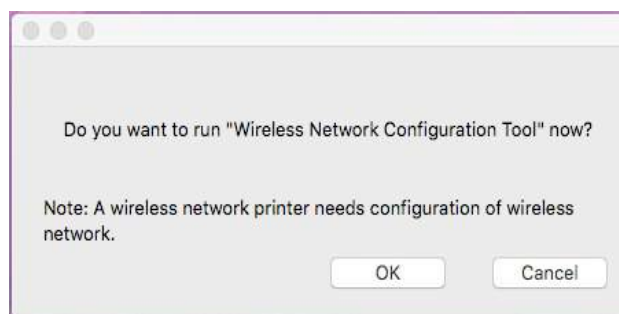 Do you want to run "Wireless Network Configuration Tool" now?
Note: A wireless network printer needs configuration of wireless
network.
OK Cancel